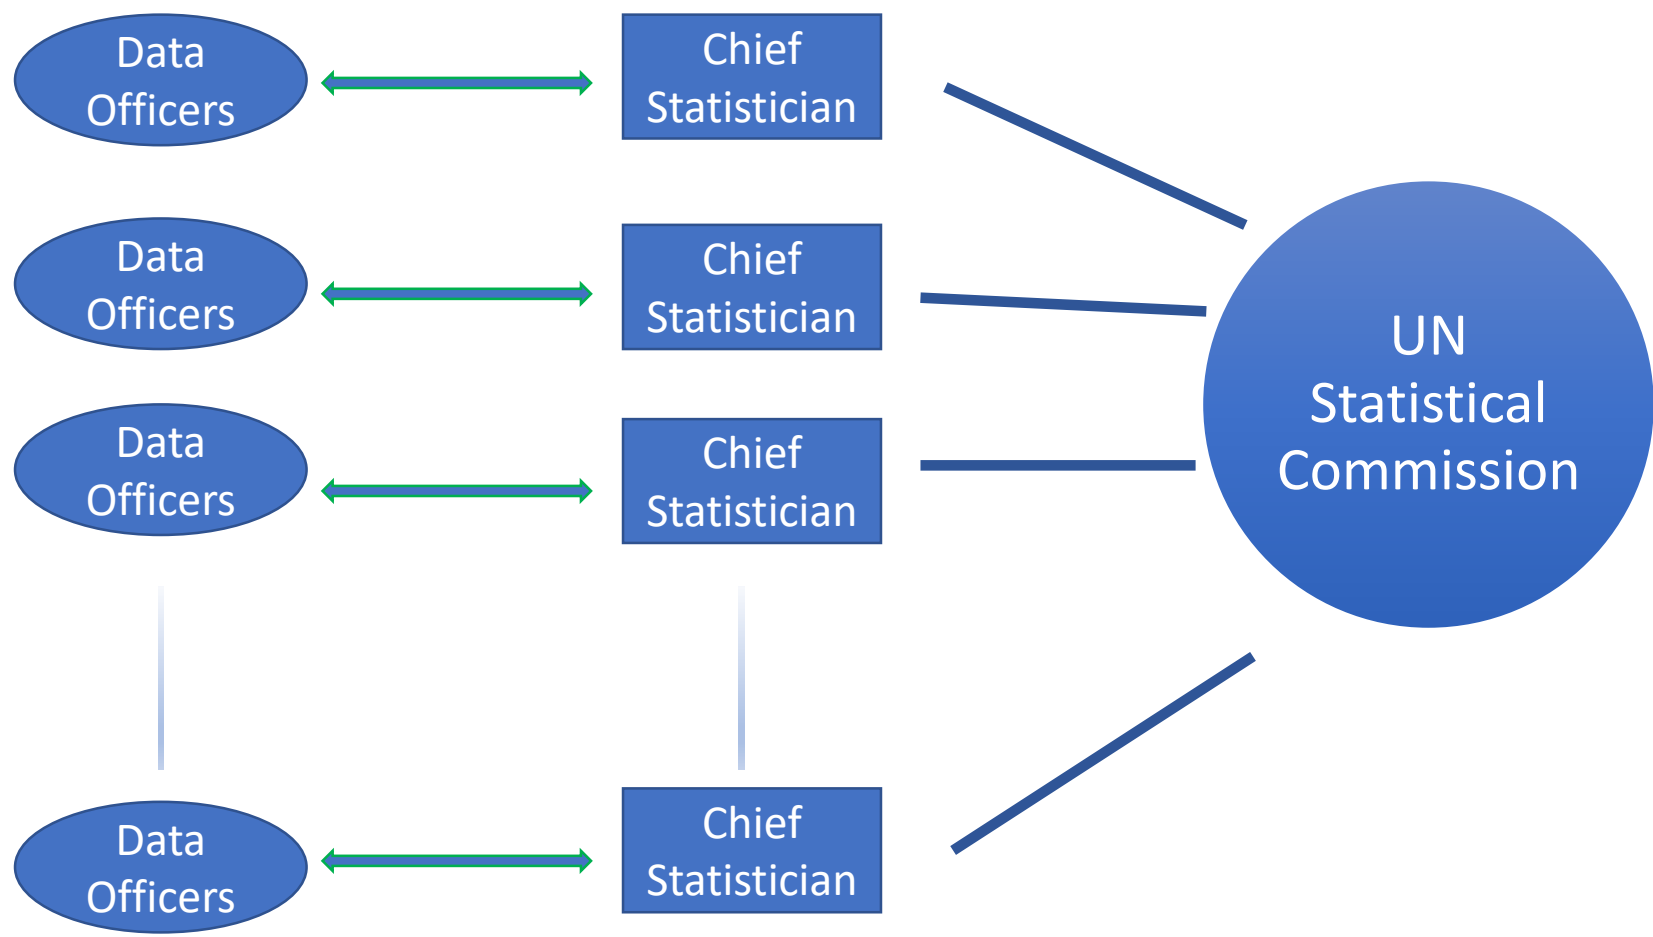 Data
Officers
Chief
Statistician
Data
Officers
Chief
Statistician
Data
Officers
Chief
Statistician
Data
Officers
Chief
Statistician
UN
Statistical
Commission